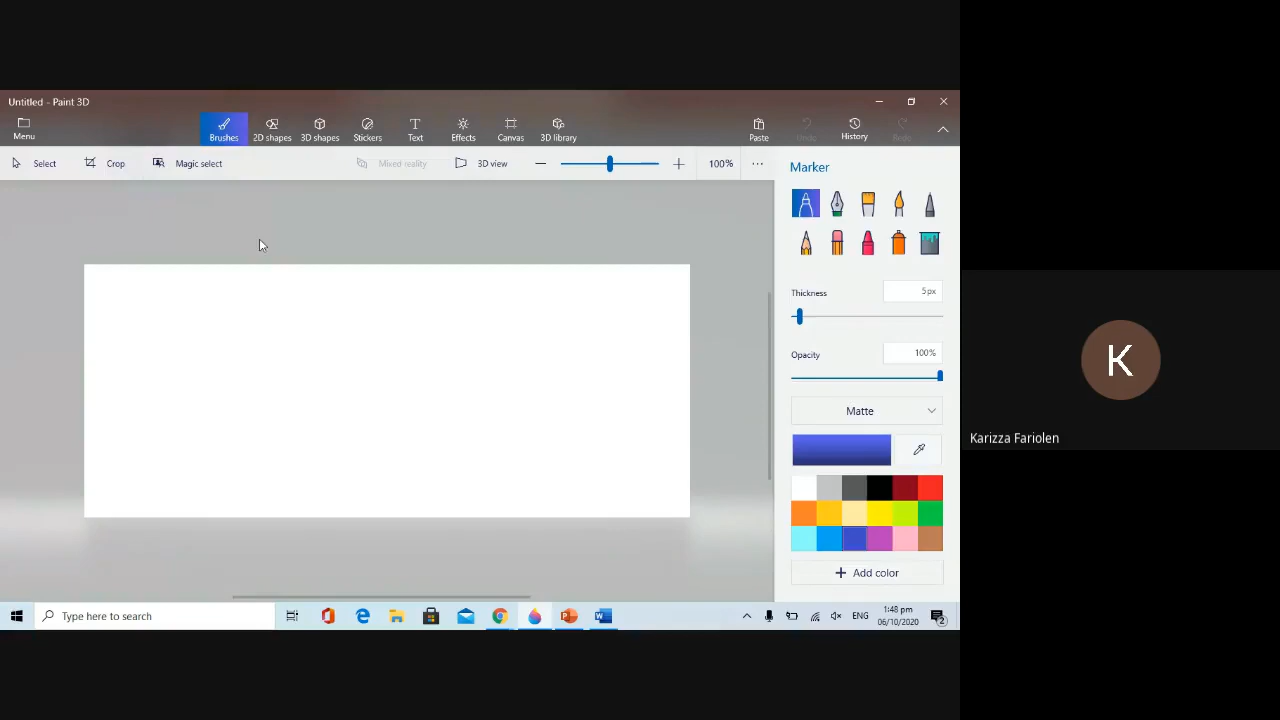 Untitled - Paint 3D
Menu Brushes 2D shapes 3D shapes Stickers Text Effects Canvas 3D library Paste Undo History Redo
Select Crop Magic select Mixed reality 3D view 100%
Marker
Thickness 5px
Opacity 100%
Matte
Add color
K
Karizza Fariolen
Type here to search
ENG
1:48 pm
06/10/2020
2